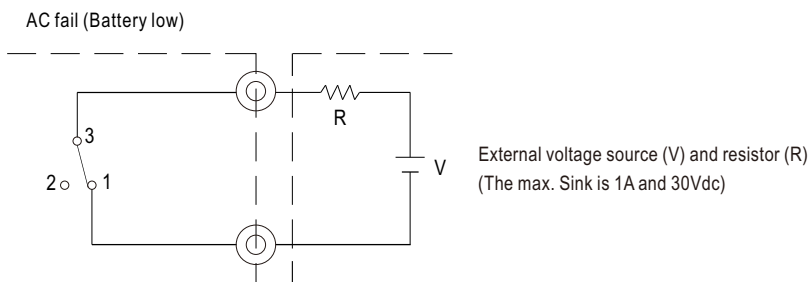 AC fail (Battery low)
R
3
2 1
V
External voltage source (V) and resistor (R)
(The max. Sink is 1A and 30Vdc)